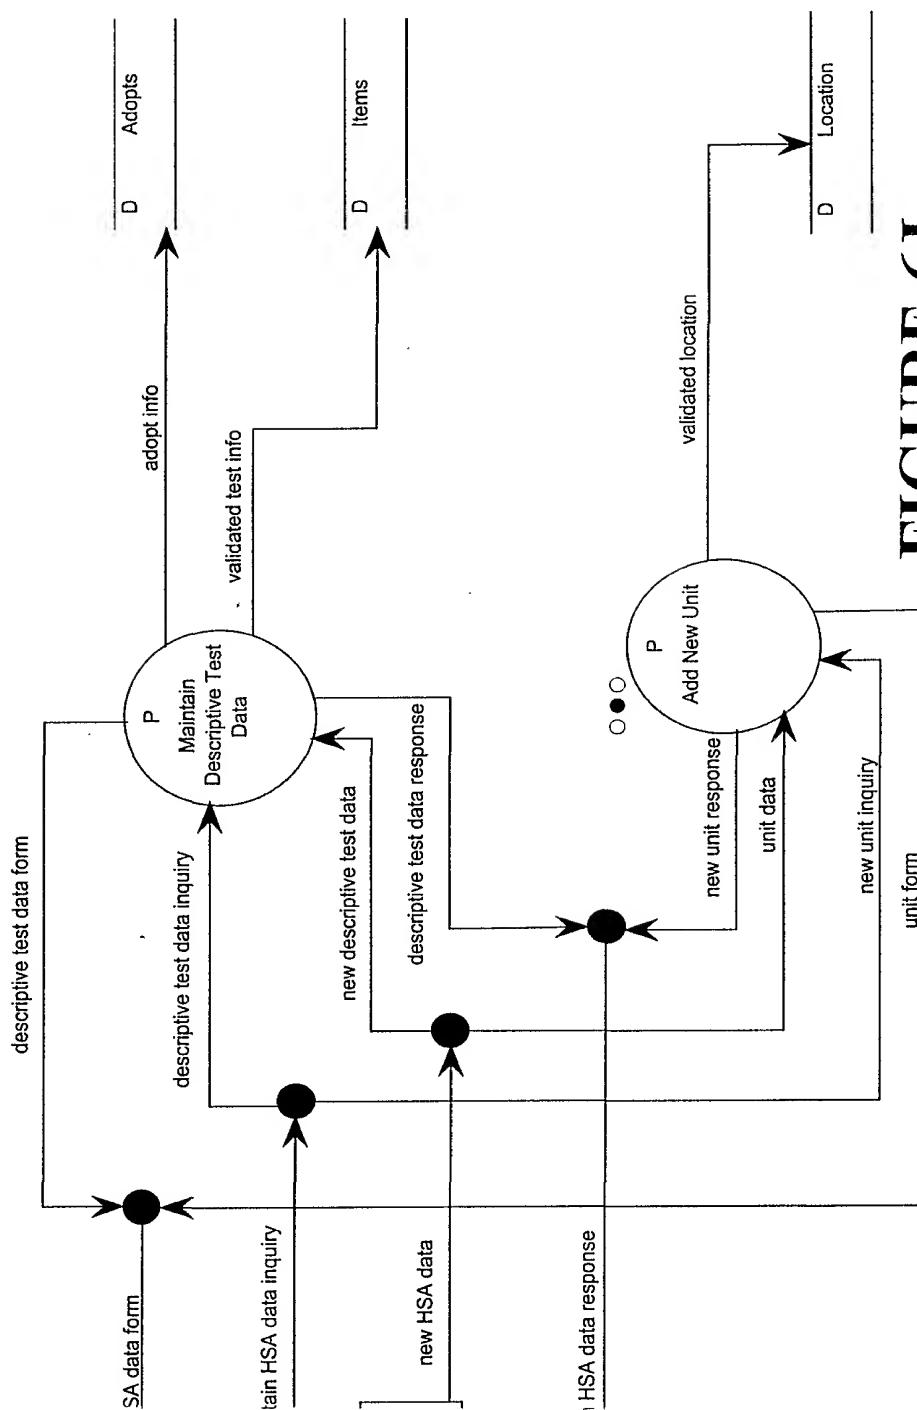 descriptive test data form
D Adopts
D Items
adopt info
validated test info
P
Maintain
Descriptive Test
Data
descriptive test data inquiry
new descriptive test data
descriptive test data response
D Location
validated location
P
Add New Unit
new unit response
unit data
new unit inquiry
unit form
SA data form
tain HSA data inquiry
new HSA data
HSA data response
FIGURE